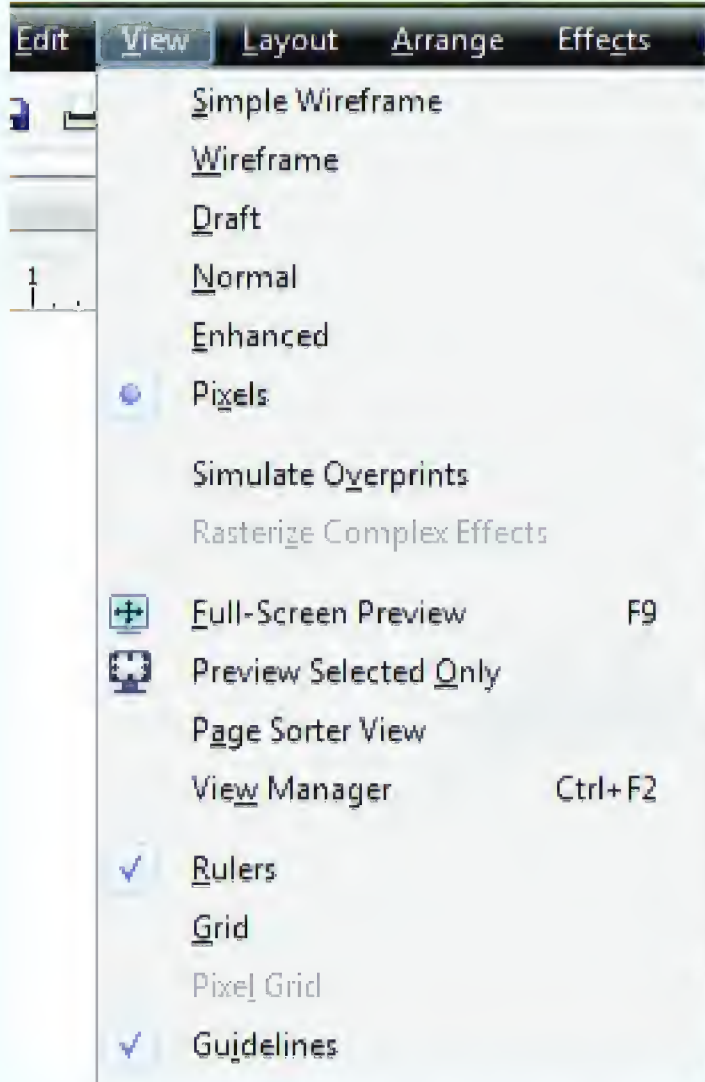 Edit View Layout Arrange Effects
Simple Wireframe
Wireframe
Draft
1
Normal
Enhanced
Pixels
Simulate Overprints
Rasterize Complex Effects
Full-Screen Preview F9
Preview Selected Only
Page Sorter View
View Manager Ctrl+F2
Rulers
Grid
Pixel Grid
Guidelines